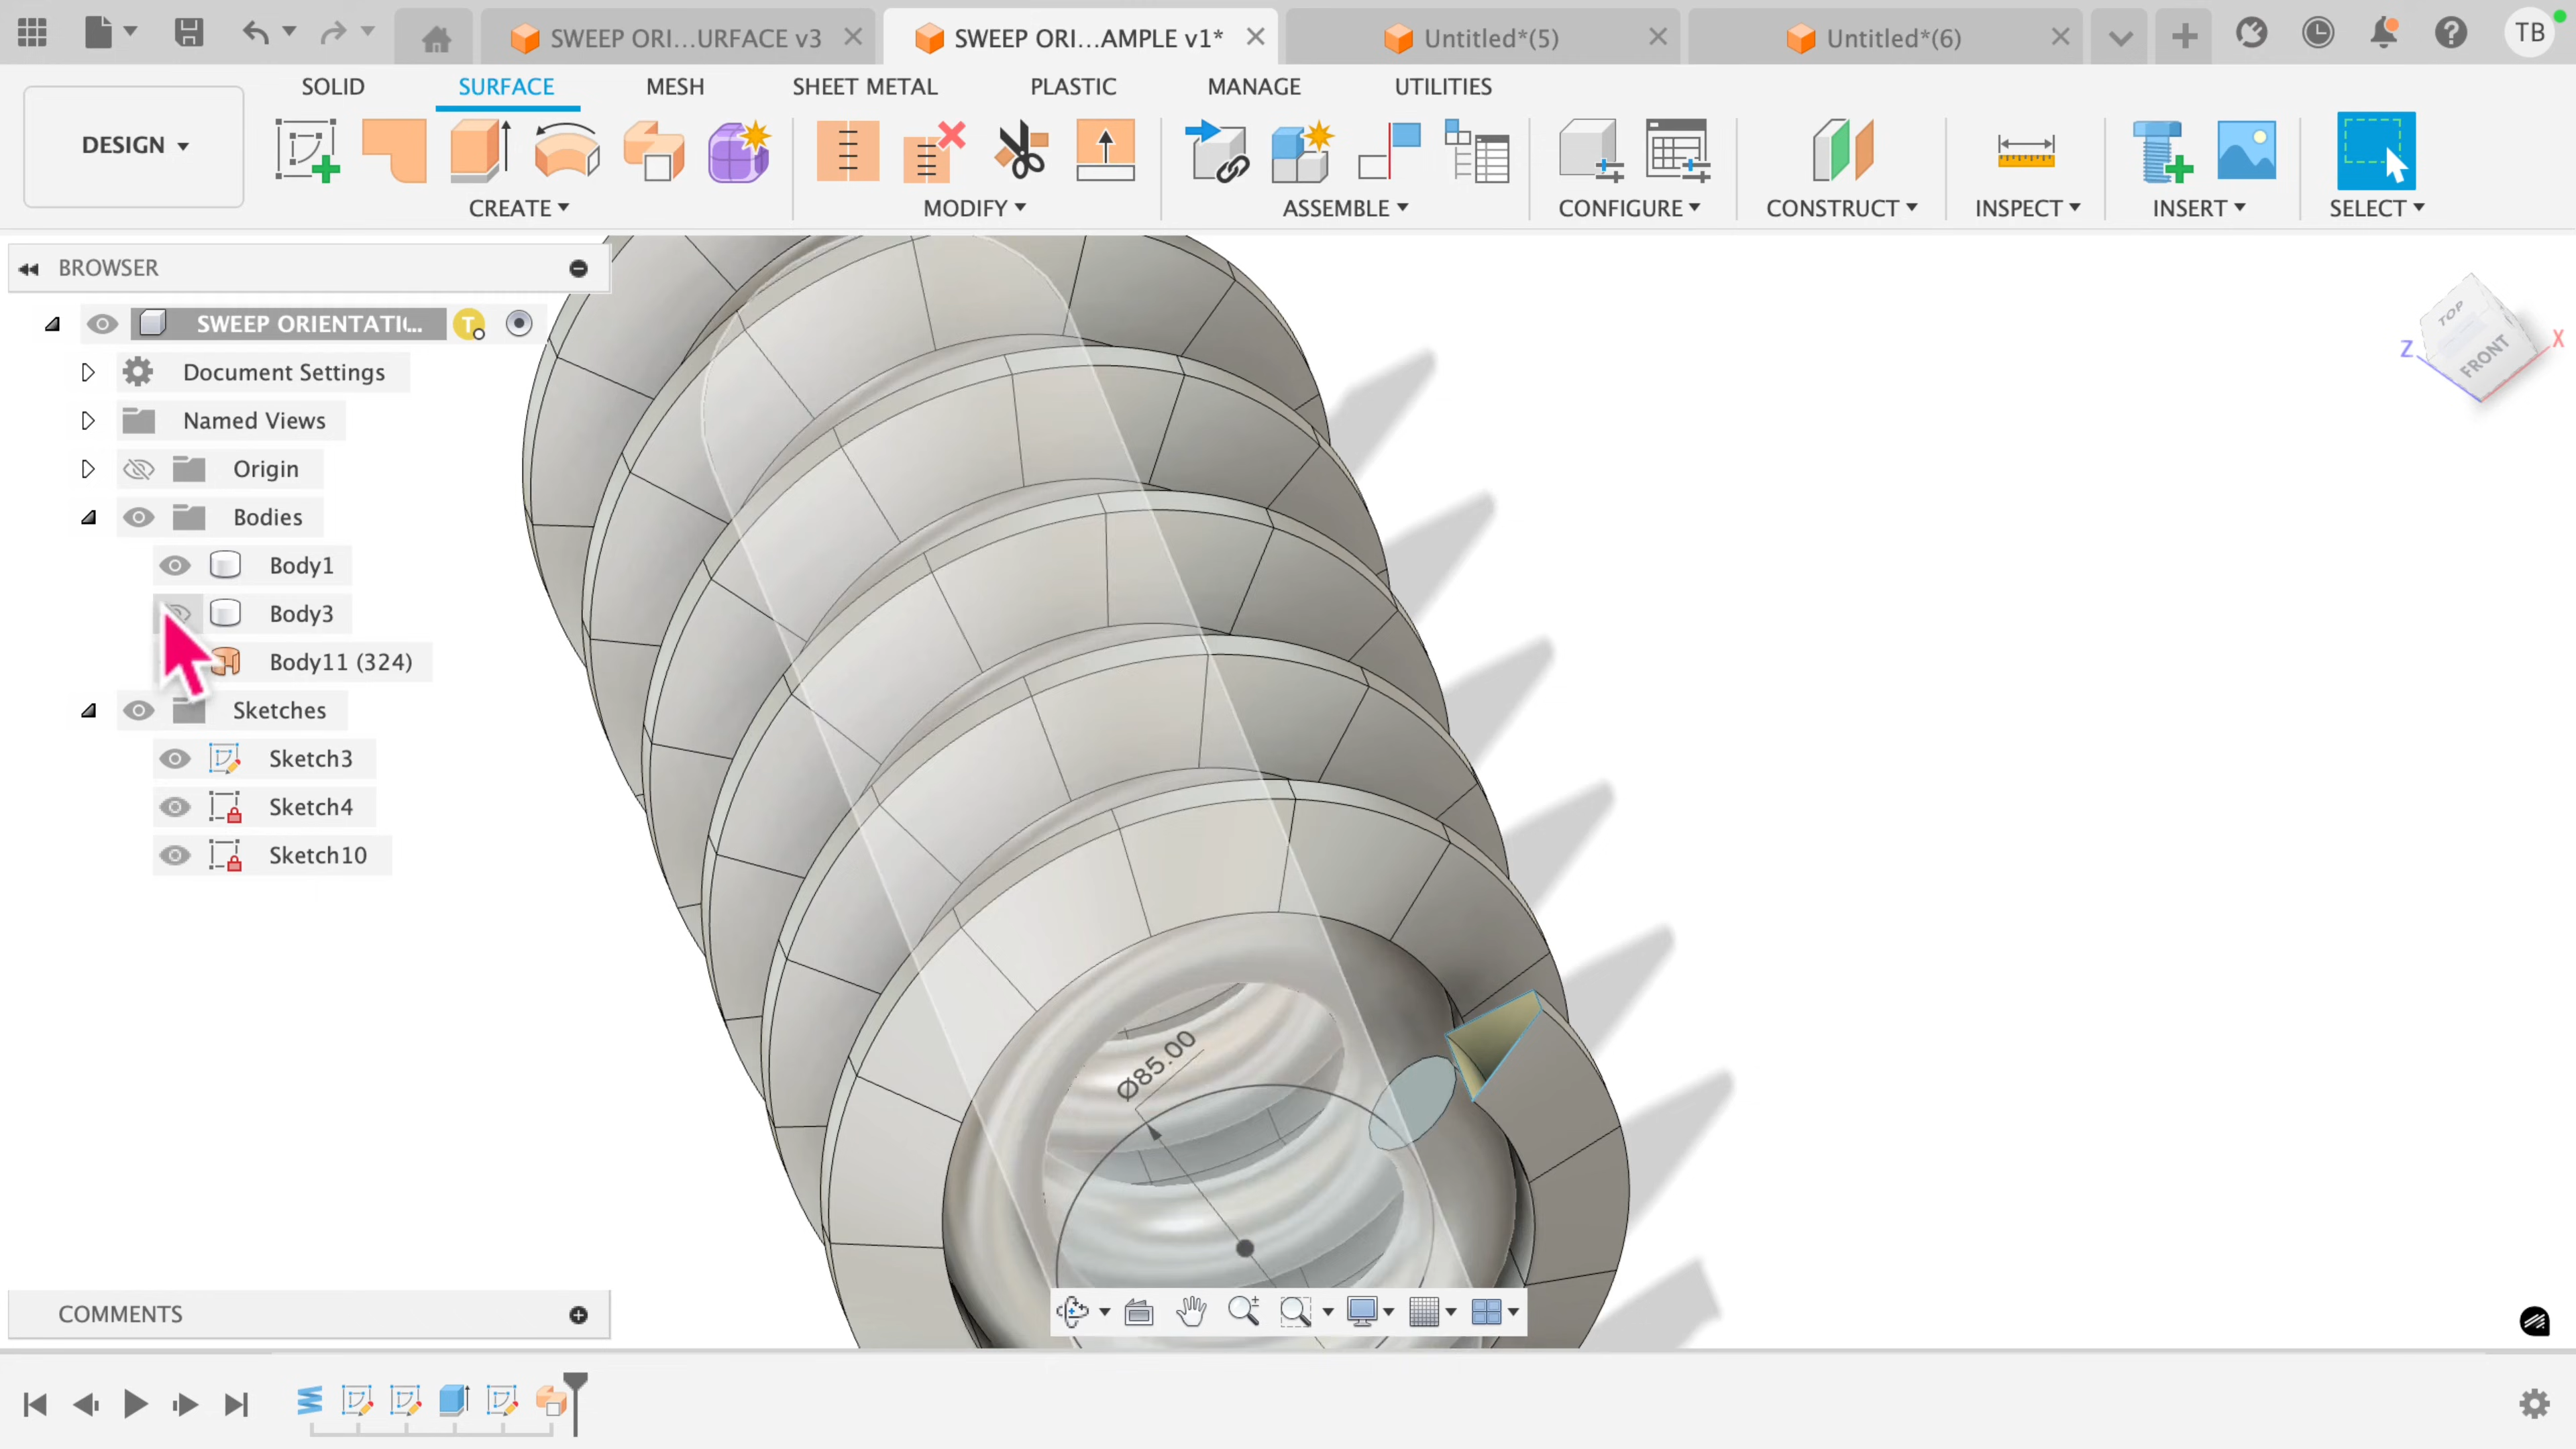 SWEEP ORI...URFACE v3
SWEEP ORI...AMPLE v1*
Untitled*(5)
Untitled*(6)
TB
DESIGN
SOLID
SURFACE
MESH
SHEET METAL
PLASTIC
MANAGE
UTILITIES
CREATE
MODIFY
ASSEMBLE
CONFIGURE
CONSTRUCT
INSPECT
INSERT
SELECT
BROWSER
SWEEP ORIENTATI...
T
Document Settings
Named Views
Origin
Bodies
Body1
Body3
Body11 (324)
Sketches
Sketch3
Sketch4
Sketch10
TOP
FRONT
Z
X
Ø85.00
COMMENTS